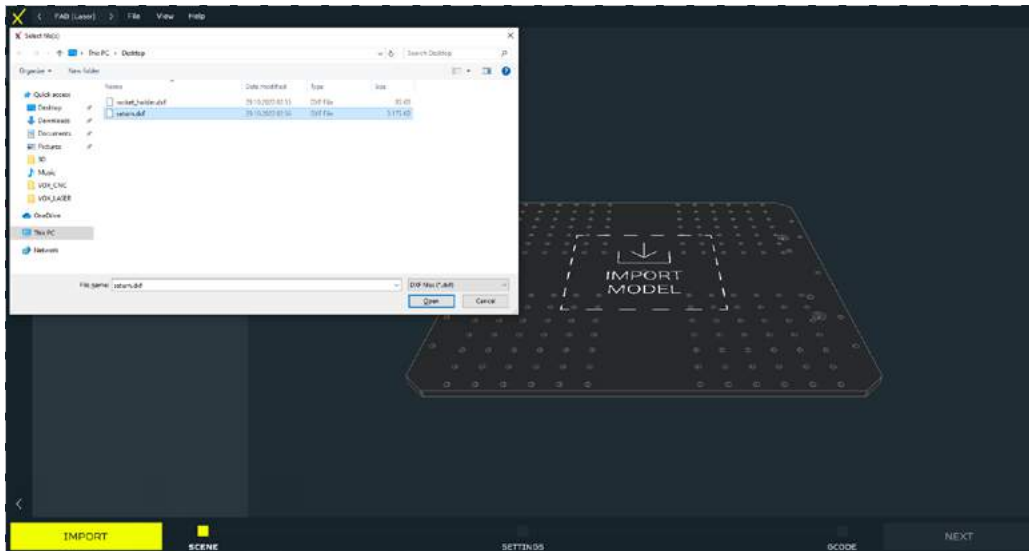 FAB (Laser) File View Help
Select file(s)
This PC Desktop
Search Desktop
Organize New folder
Name Date modified Type Size
rocket_holder.dxf DXF File
saturn.dxf DXF File
Quick access
Desktop
Downloads
Documents
Pictures
3D
Music
VOX_CNC
VOX_LASER
OneDrive
This PC
Network
File name: saturn.dxf DXF files (*.dxf)
Open Cancel
IMPORT
MODEL
IMPORT SCENE SETTINGS GCODE NEXT